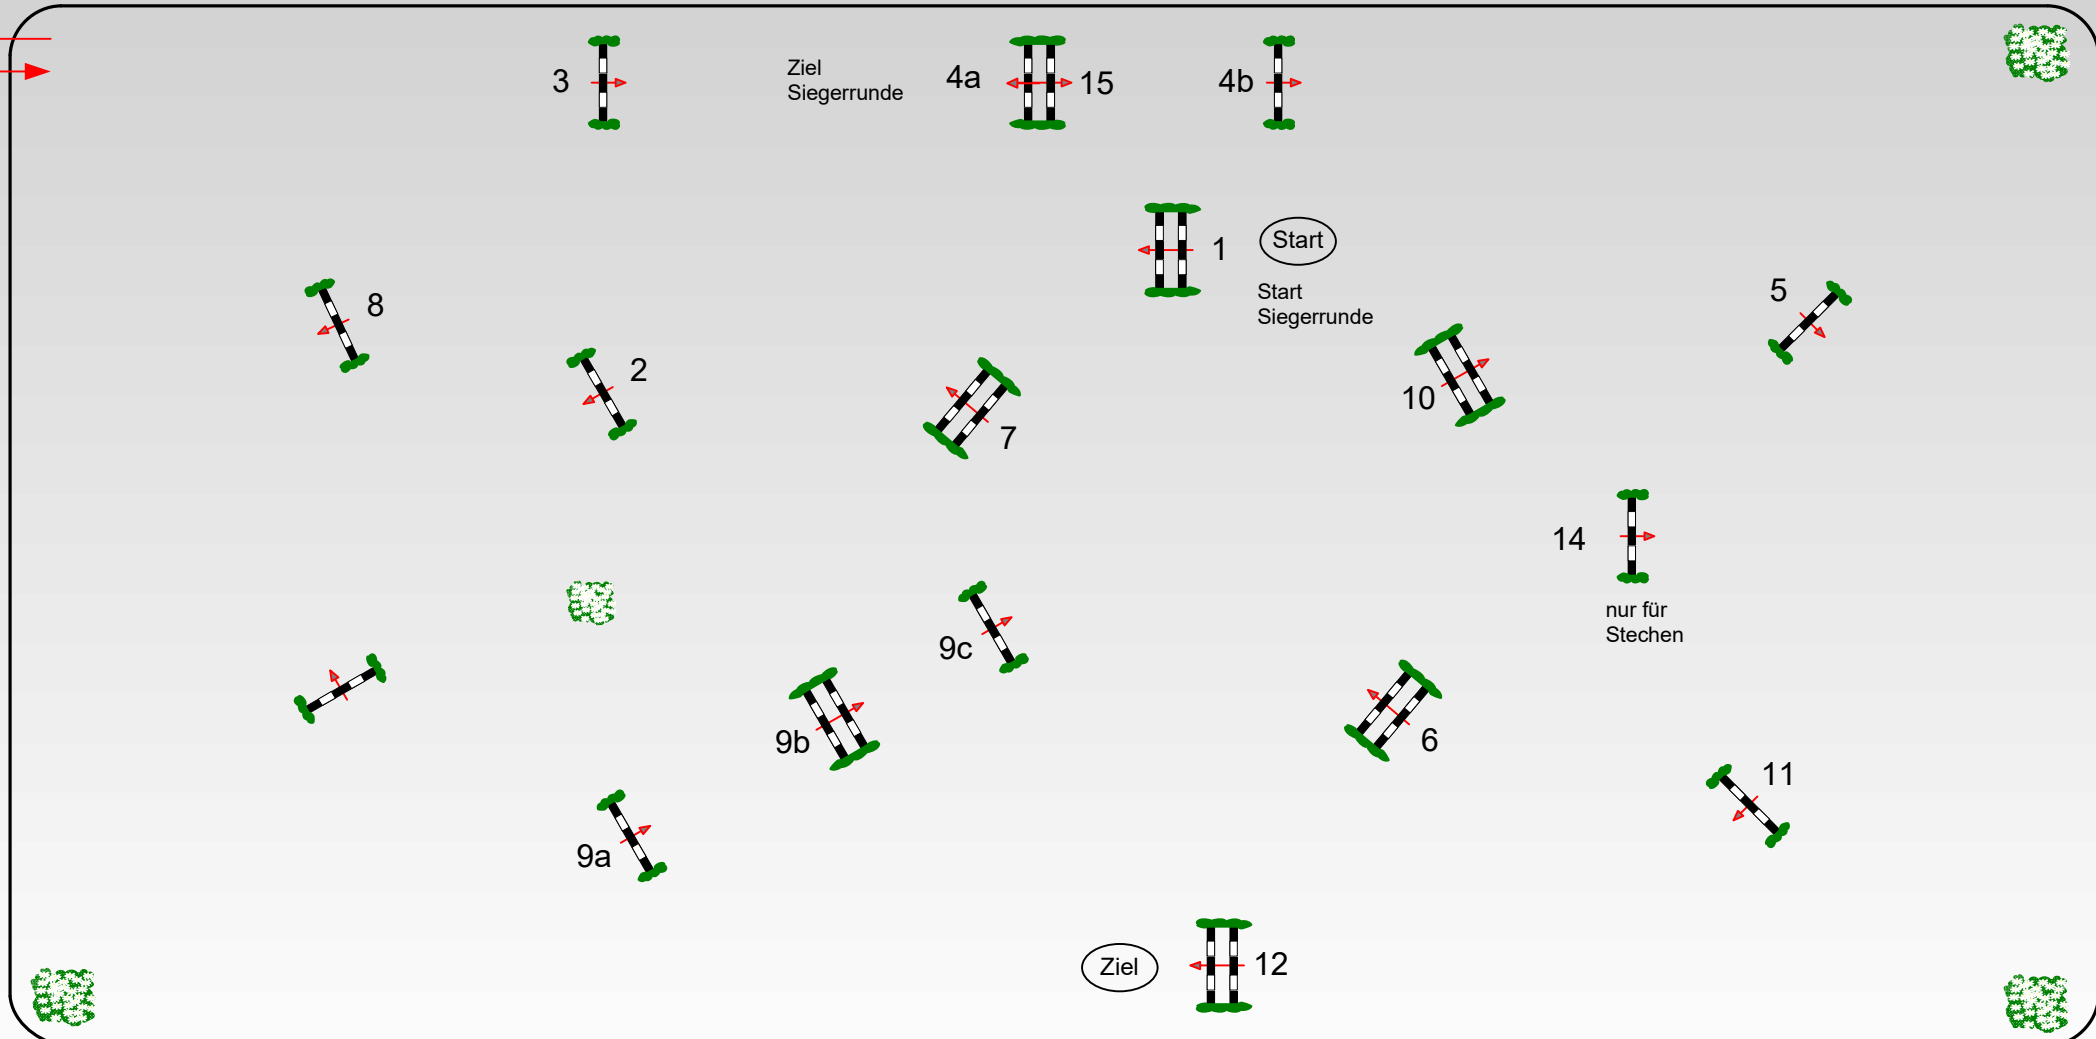 3
Ziel
Siegerrunde
4a
15
4b
1
Start
Start
Siegerrunde
8
2
7
10
5
14
nur für
Stechen
9c
9b
9a
6
11
Ziel
12